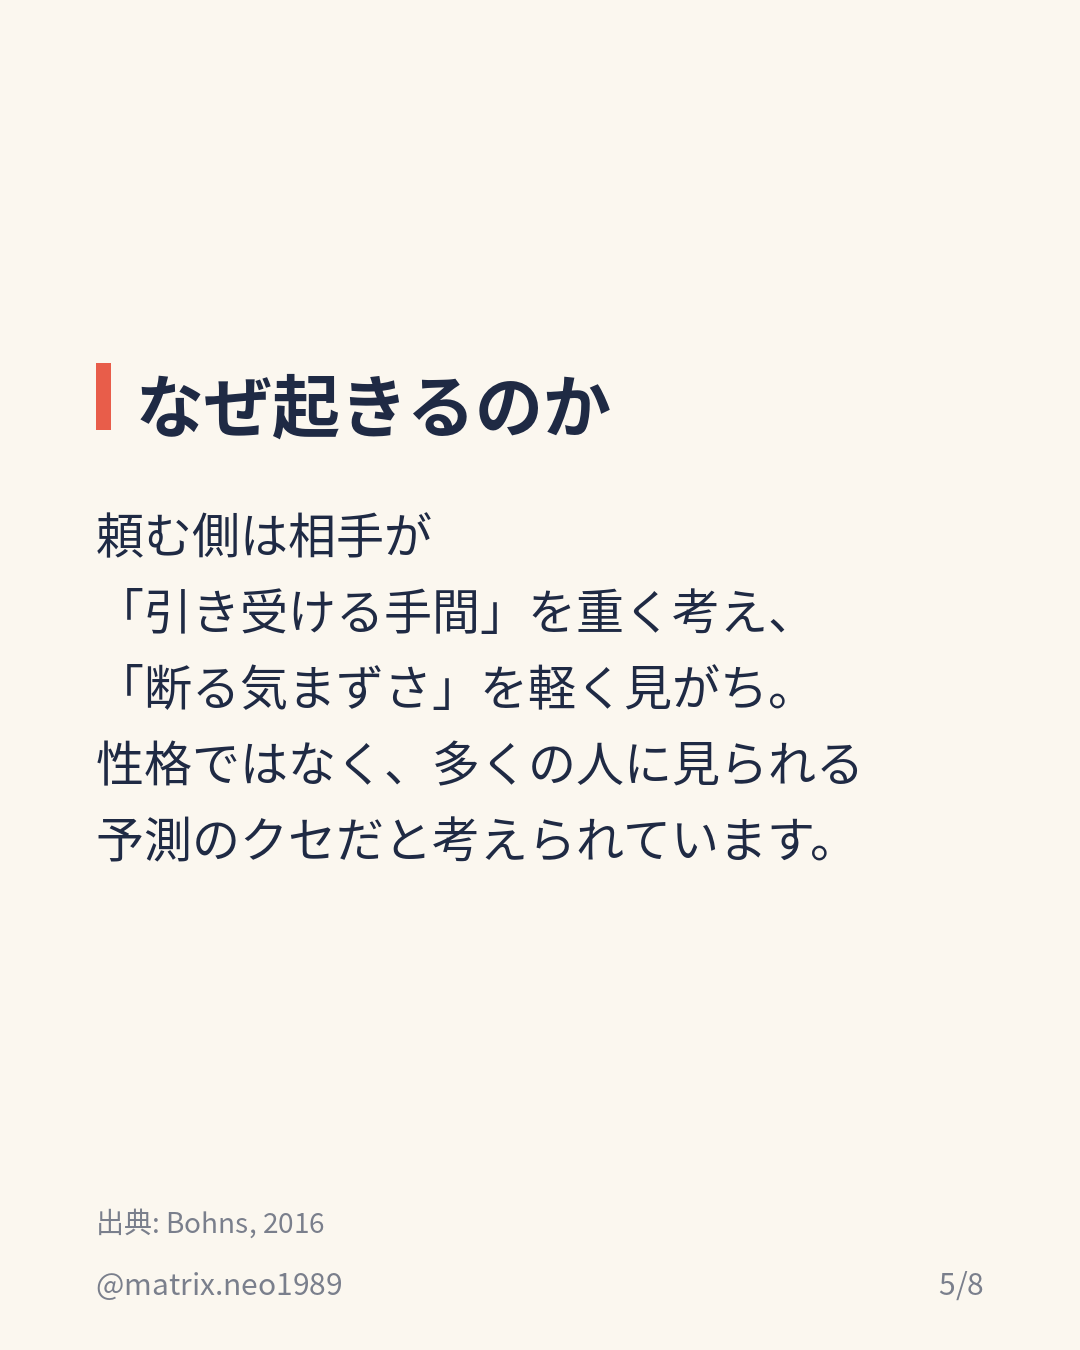 なぜ起きるのか
頼む側は相手が
「引き受ける手間」を重く考え、
「断る気まずさ」を軽く見がち。
性格ではなく、多くの人に見られる
予測のクセだと考えられています。
出典: Bohns, 2016
@matrix.neo1989
5/8